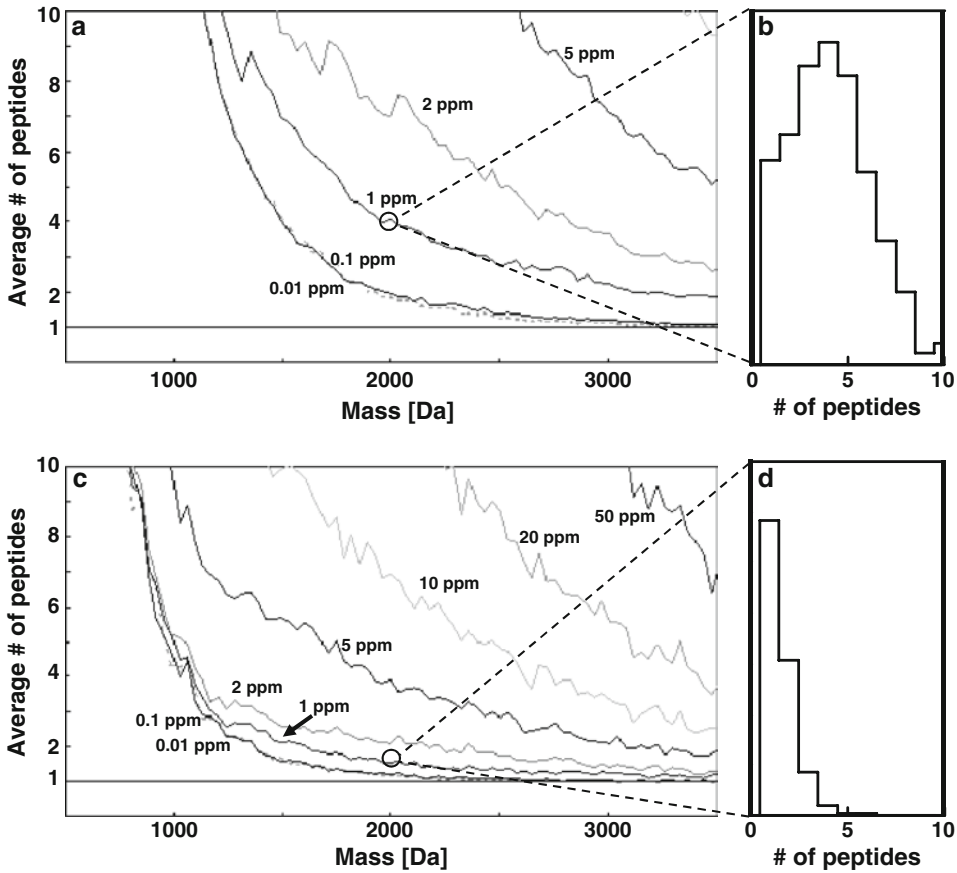 a
10
8
6
4
2
1
Average # of peptides
5 ppm
2 ppm
1 ppm
0.1 ppm
0.01 ppm
1000
2000
3000
Mass [Da]
b
0
5
10
# of peptides
c
10
8
6
4
2
1
Average # of peptides
50 ppm
20 ppm
10 ppm
5 ppm
2 ppm
1 ppm
0.1 ppm
0.01 ppm
1000
2000
3000
Mass [Da]
d
0
5
10
# of peptides